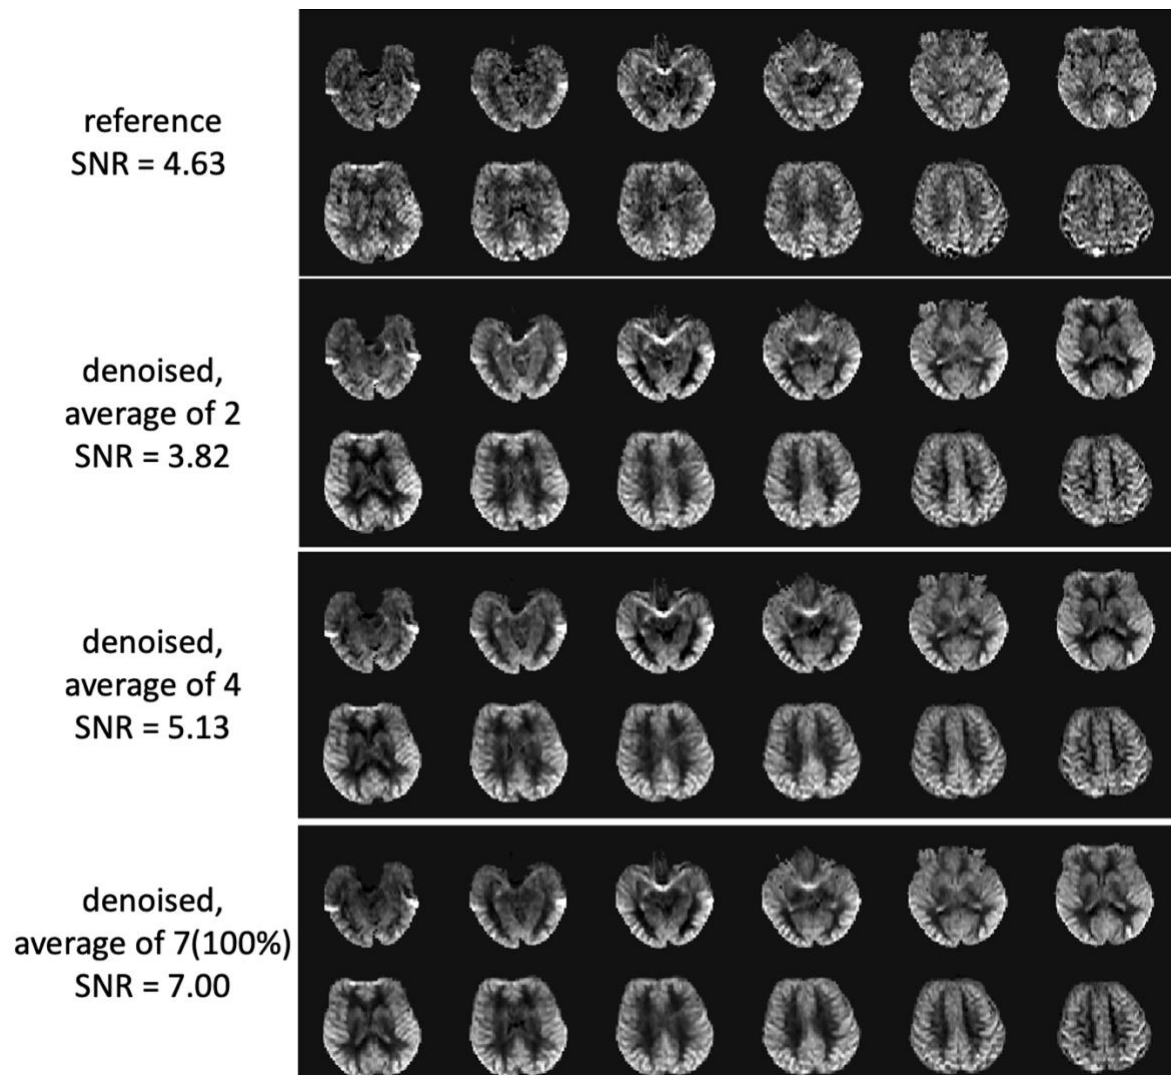 reference
SNR = 4.63
denoised,
average of 2
SNR = 3.82
denoised,
average of 4
SNR = 5.13
denoised,
average of 7(100%)
SNR = 7.00